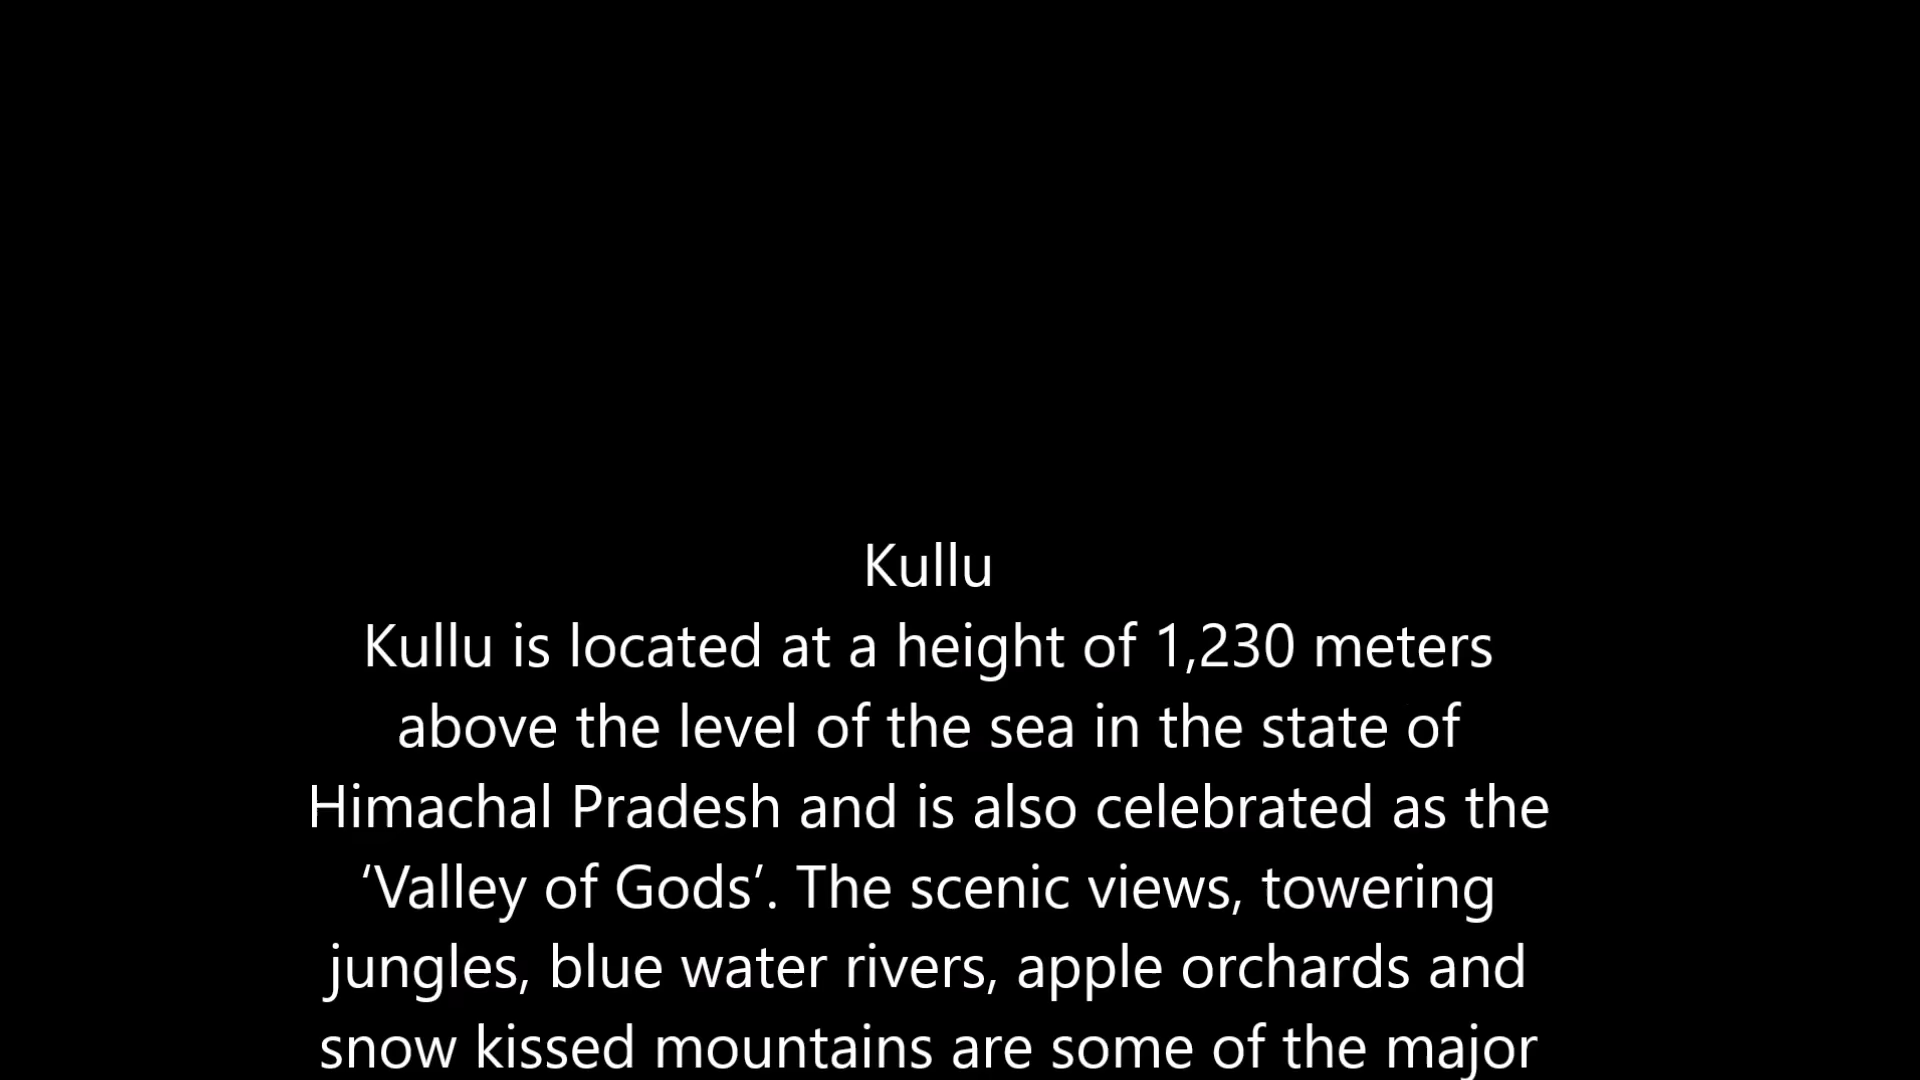 Kullu
Kullu is located at a height of 1,230 meters
above the level of the sea in the state of
Himachal Pradesh and is also celebrated as the
‘Valley of Gods’. The scenic views, towering
jungles, blue water rivers, apple orchards and
snow kissed mountains are some of the major